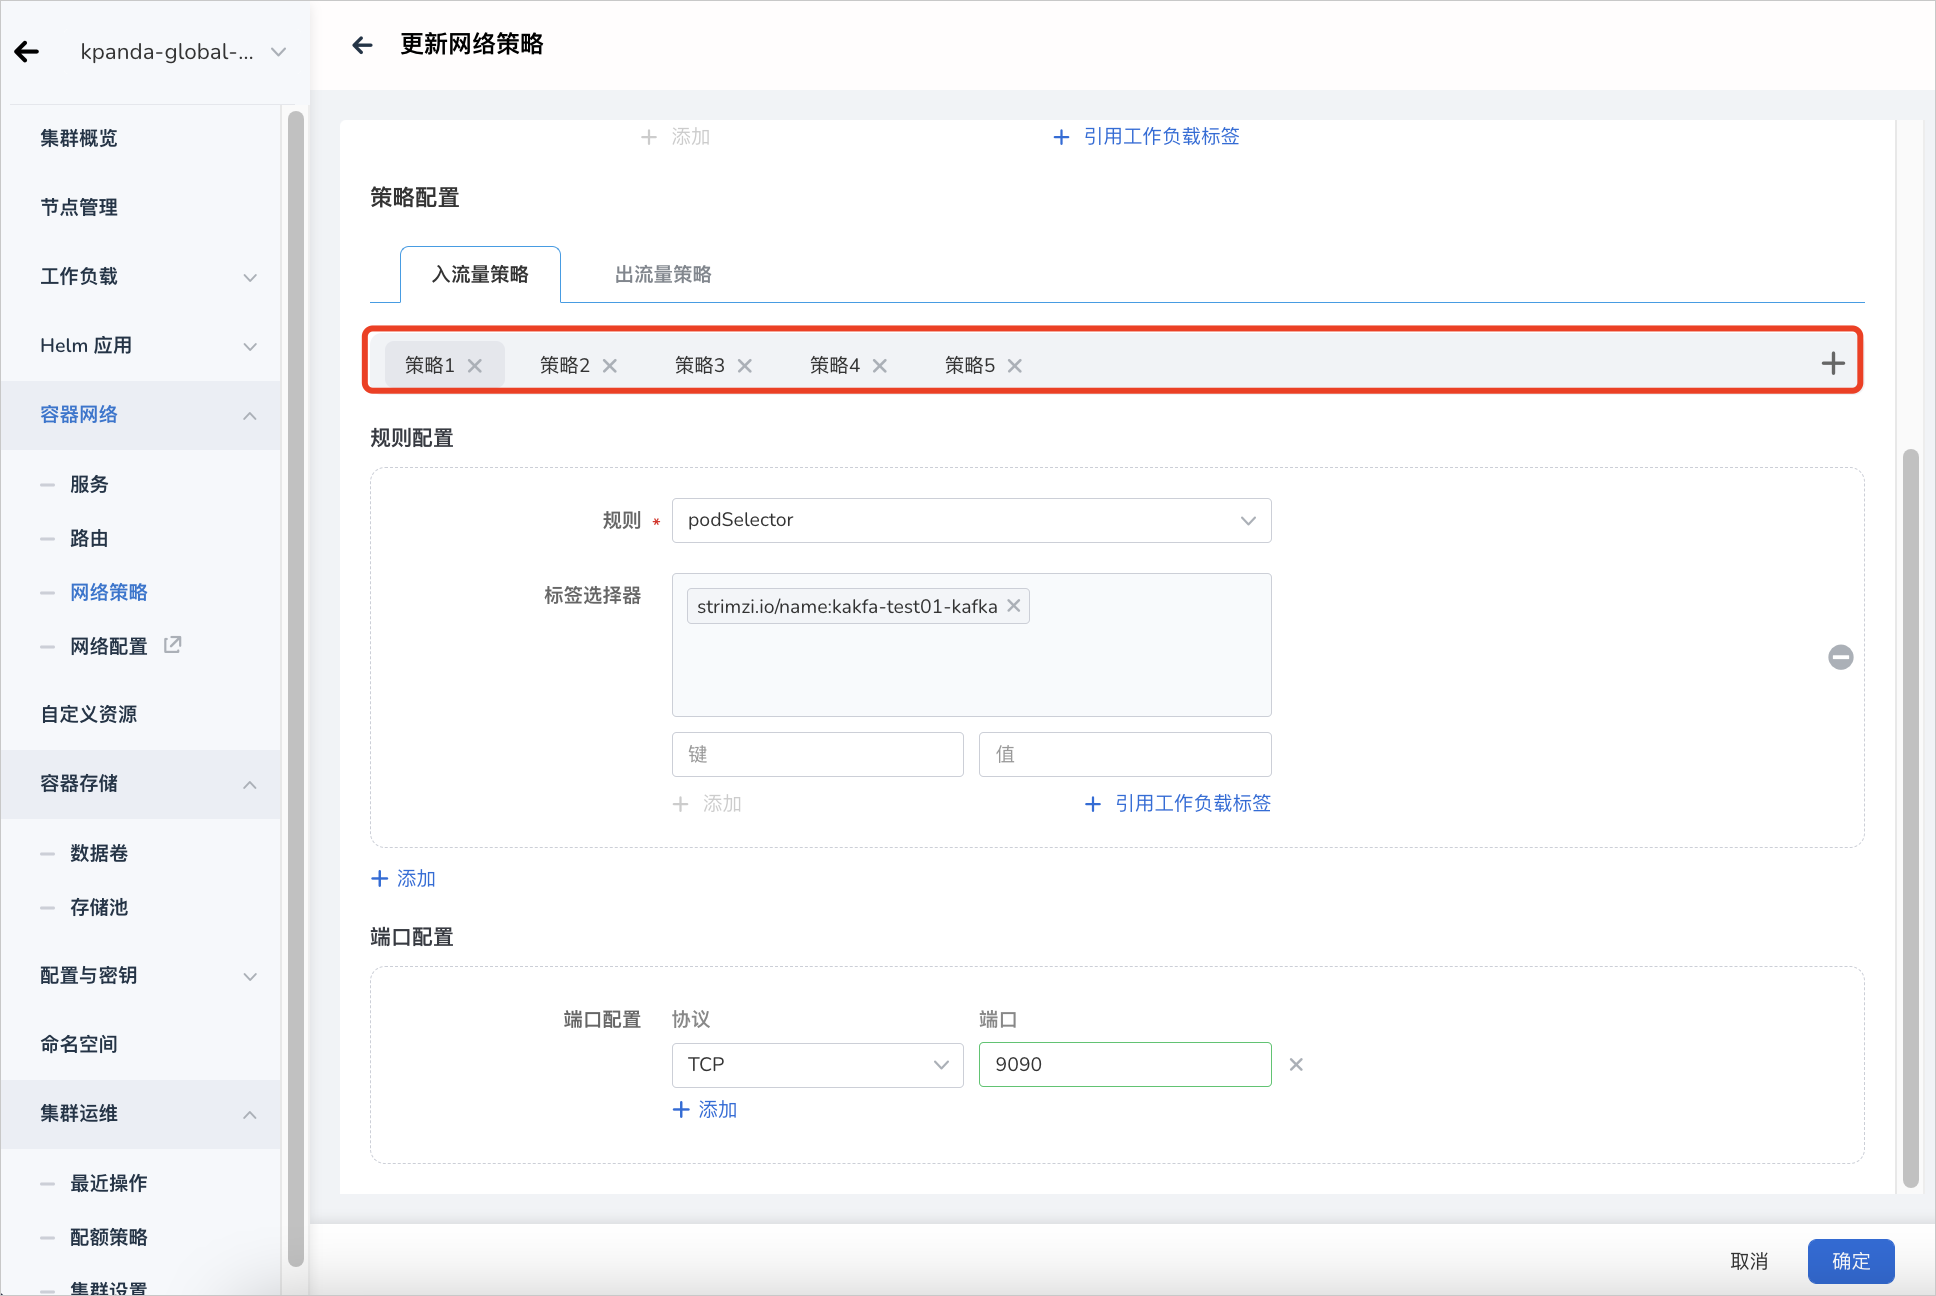 kpanda-global-...
集群概览
节点管理
工作负载
Helm 应用
容器网络
服务
路由
网络策略
网络配置
自定义资源
容器存储
数据卷
存储池
配置与密钥
命名空间
集群运维
最近操作
配额策略
集群设置
更新网络策略
添加 引用工作负载标签
策略配置
入流量策略 出流量策略
策略1 策略2 策略3 策略4 策略5
规则配置
规则 * podSelector
标签选择器 strimzi.io/name:kakfa-test01-kafka
键 值
添加 引用工作负载标签
添加
端口配置
端口配置 协议 端口
TCP 9090
添加
取消 确定